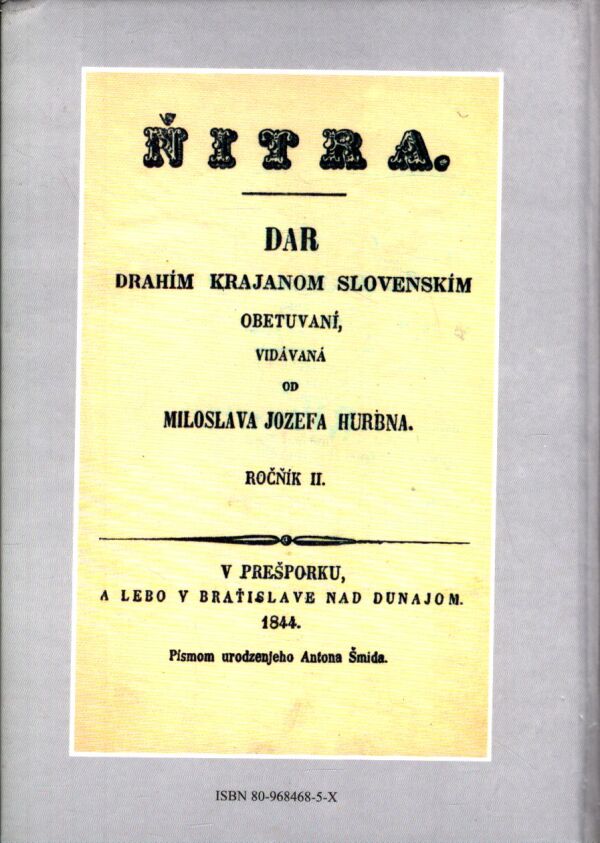 ŇITRA.
DAR
DRAHÍM KRAJANOM SLOVENSKÍM
OBETUVANÍ,
VIDÁVANÁ
OD
MILOSLAVA JOZEFA HURBNA.
ROČŇÍK II.
V PREŠPORKU,
A LEBO V BRAŤISLAVE NAD DUNAJOM.
1844.
Písmom urodzenjeho Antona Šmida.
ISBN 80-968468-5-X